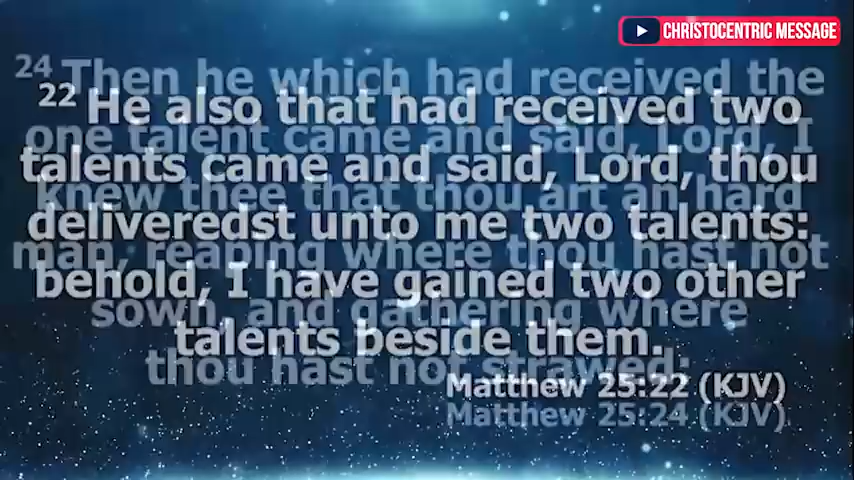 CHRISTOCENTRIC MESSAGE
22 He also that had received two
talents came and said, Lord, thou
deliveredst unto me two talents:
behold, I have gained two other
talents beside them.
Matthew 25:22 (KJV)
24 Then he which had received the
one talent came and said, Lord, I
knew thee that thou art an hard
man, reaping where thou hast not
sown, and gathering where
thou hast not strawed:
Matthew 25:24 (KJV)